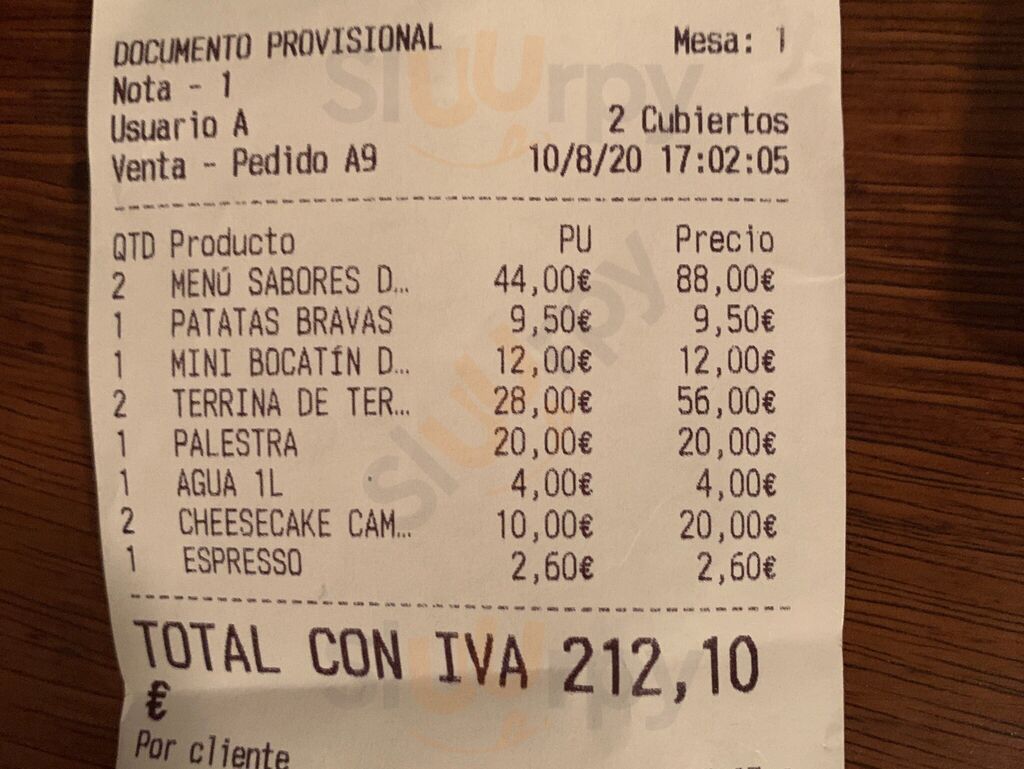 DOCUMENTO PROVISIONAL Mesa: 1
Nota - 1
Usuario A 2 Cubiertos
Venta - Pedido A9 10/8/20 17:02:05
QTD Producto PU Precio
2 MENÚ SABORES D... 44,00€ 88,00€
1 PATATAS BRAVAS 9,50€ 9,50€
1 MINI BOCATÍN D... 12,00€ 12,00€
2 TERRINA DE TER... 28,00€ 56,00€
1 PALESTRA 20,00€ 20,00€
1 AGUA 1L 4,00€ 4,00€
2 CHEESECAKE CAM... 10,00€ 20,00€
1 ESPRESSO 2,60€ 2,60€
TOTAL CON IVA 212,10
€
Por cliente
sluurpy
sluurpy
sluurpy